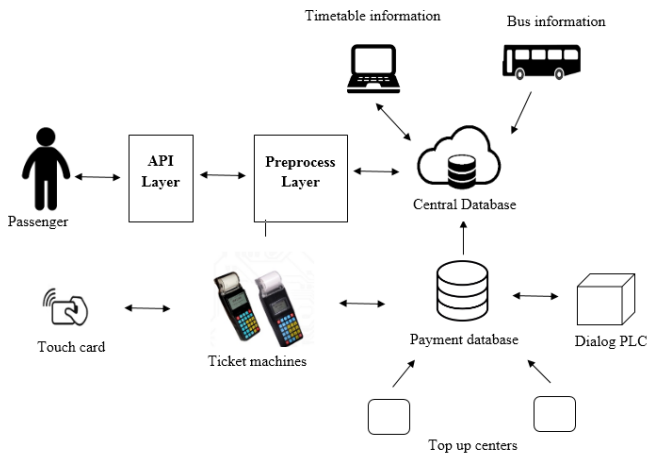 Timetable information
Bus information
API
Layer
Preprocess
Layer
Passenger
Central Database
Touch card
Ticket machines
Payment database
Dialog PLC
Top up centers